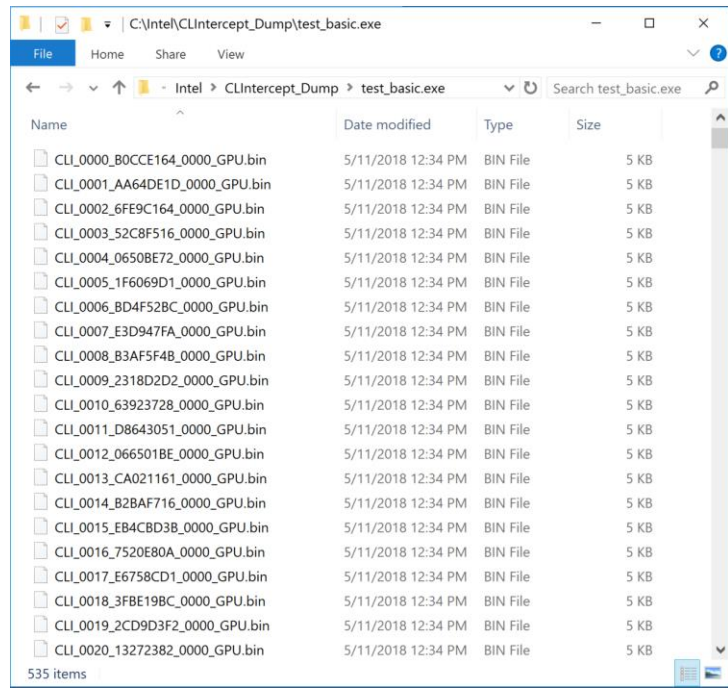 C:\Intel\CLIntercept_Dump\test_basic.exe
File Home Share View
Intel > CLIntercept_Dump > test_basic.exe Search test_basic.exe
Name Date modified Type Size
CLI_0000_B0CCE164_0000_GPU.bin 5/11/2018 12:34 PM BIN File 5 KB
CLI_0001_AA64DE1D_0000_GPU.bin 5/11/2018 12:34 PM BIN File 5 KB
CLI_0002_6FE9C164_0000_GPU.bin 5/11/2018 12:34 PM BIN File 5 KB
CLI_0003_52C8F516_0000_GPU.bin 5/11/2018 12:34 PM BIN File 5 KB
CLI_0004_0650BE72_0000_GPU.bin 5/11/2018 12:34 PM BIN File 5 KB
CLI_0005_1F6069D1_0000_GPU.bin 5/11/2018 12:34 PM BIN File 5 KB
CLI_0006_BD4F52BC_0000_GPU.bin 5/11/2018 12:34 PM BIN File 5 KB
CLI_0007_E3D947FA_0000_GPU.bin 5/11/2018 12:34 PM BIN File 5 KB
CLI_0008_B3AF5F4B_0000_GPU.bin 5/11/2018 12:34 PM BIN File 5 KB
CLI_0009_2318D2D2_0000_GPU.bin 5/11/2018 12:34 PM BIN File 5 KB
CLI_0010_63923728_0000_GPU.bin 5/11/2018 12:34 PM BIN File 5 KB
CLI_0011_D8643051_0000_GPU.bin 5/11/2018 12:34 PM BIN File 5 KB
CLI_0012_066501BE_0000_GPU.bin 5/11/2018 12:34 PM BIN File 5 KB
CLI_0013_CA021161_0000_GPU.bin 5/11/2018 12:34 PM BIN File 5 KB
CLI_0014_B2BAF716_0000_GPU.bin 5/11/2018 12:34 PM BIN File 5 KB
CLI_0015_EB4CBD3B_0000_GPU.bin 5/11/2018 12:34 PM BIN File 5 KB
CLI_0016_7520E80A_0000_GPU.bin 5/11/2018 12:34 PM BIN File 5 KB
CLI_0017_E6758CD1_0000_GPU.bin 5/11/2018 12:34 PM BIN File 5 KB
CLI_0018_3FBE19BC_0000_GPU.bin 5/11/2018 12:34 PM BIN File 5 KB
CLI_0019_2CD9D3F2_0000_GPU.bin 5/11/2018 12:34 PM BIN File 5 KB
CLI_0020_13272382_0000_GPU.bin 5/11/2018 12:34 PM BIN File 5 KB
535 items